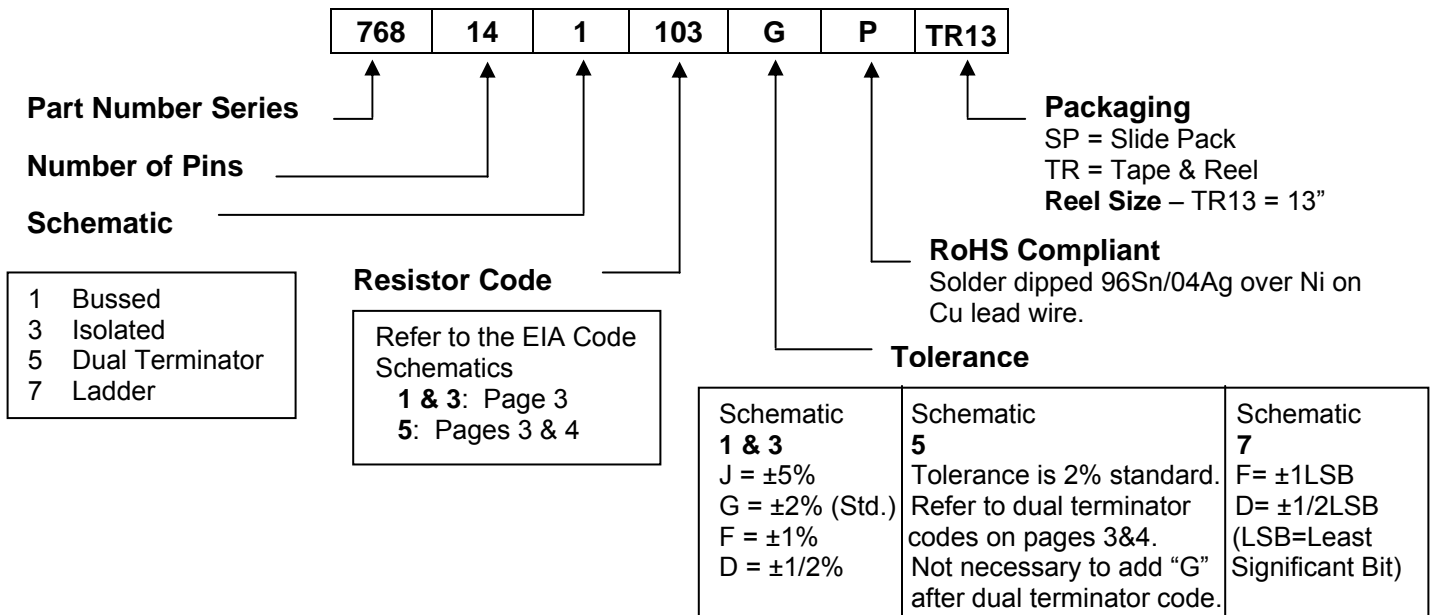 768 14 1 103 G P TR13
Part Number Series
Number of Pins
Schematic
1 Bussed
3 Isolated
5 Dual Terminator
7 Ladder
Resistor Code
Refer to the EIA Code
Schematics
1 & 3: Page 3
5: Pages 3 & 4
Packaging
SP = Slide Pack
TR = Tape & Reel
Reel Size – TR13 = 13”
RoHS Compliant
Solder dipped 96Sn/04Ag over Ni on
Cu lead wire.
Tolerance
Schematic
1 & 3
J = ±5%
G = ±2% (Std.)
F = ±1%
D = ±1/2%
Schematic
5
Tolerance is 2% standard.
Refer to dual terminator
codes on pages 3&4.
Not necessary to add “G”
after dual terminator code.
Schematic
7
F= ±1LSB
D= ±1/2LSB
(LSB=Least
Significant Bit)